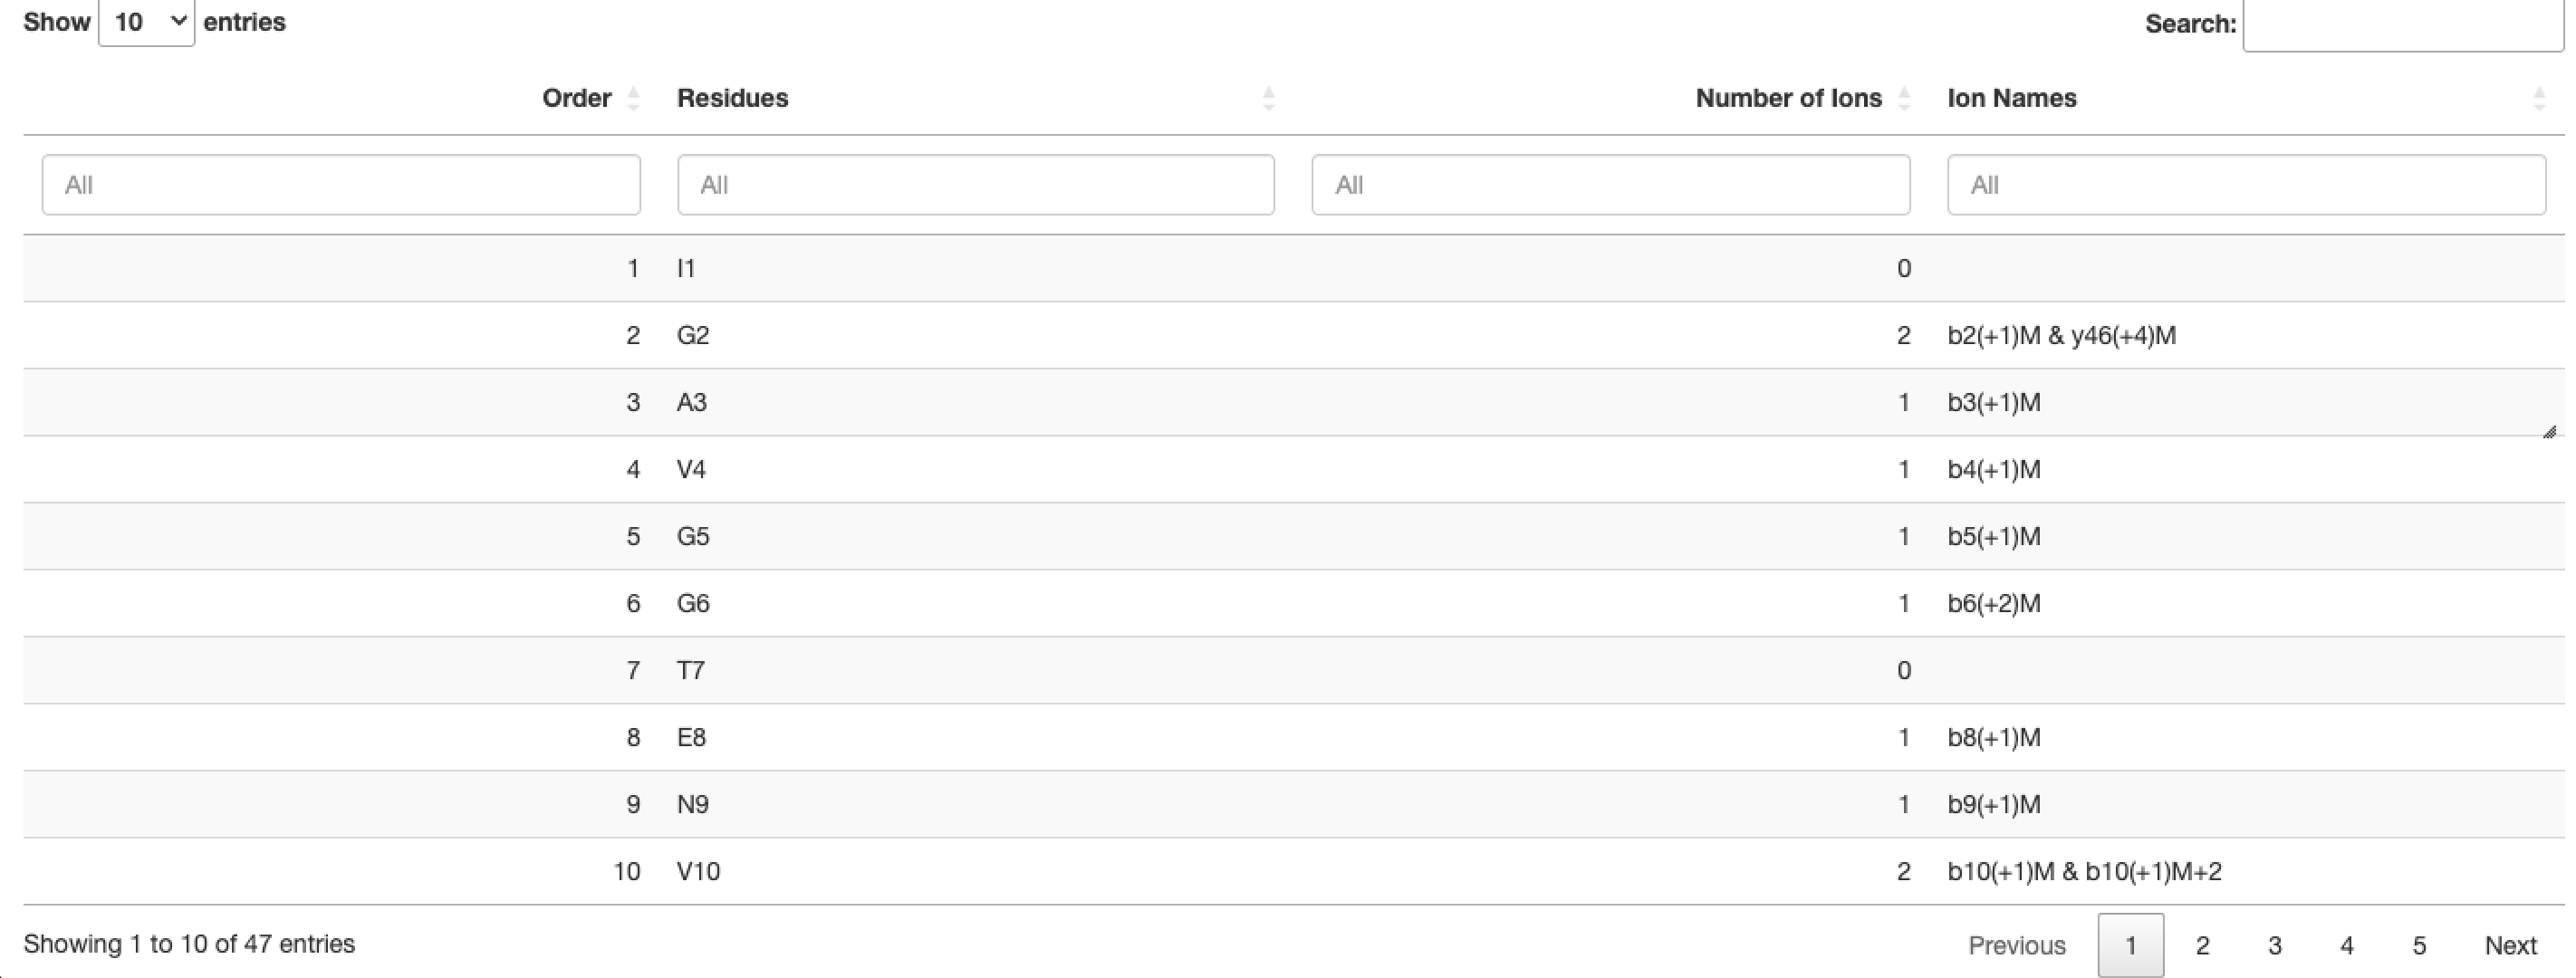 Show 10 entries Search:
Order Residues Number of Ions Ion Names
All All All All
1 I1 0
2 G2 2 b2(+1)M & y46(+4)M
3 A3 1 b3(+1)M
4 V4 1 b4(+1)M
5 G5 1 b5(+1)M
6 G6 1 b6(+2)M
7 T7 0
8 E8 1 b8(+1)M
9 N9 1 b9(+1)M
10 V10 2 b10(+1)M & b10(+1)M+2
Showing 1 to 10 of 47 entries Previous 1 2 3 4 5 Next